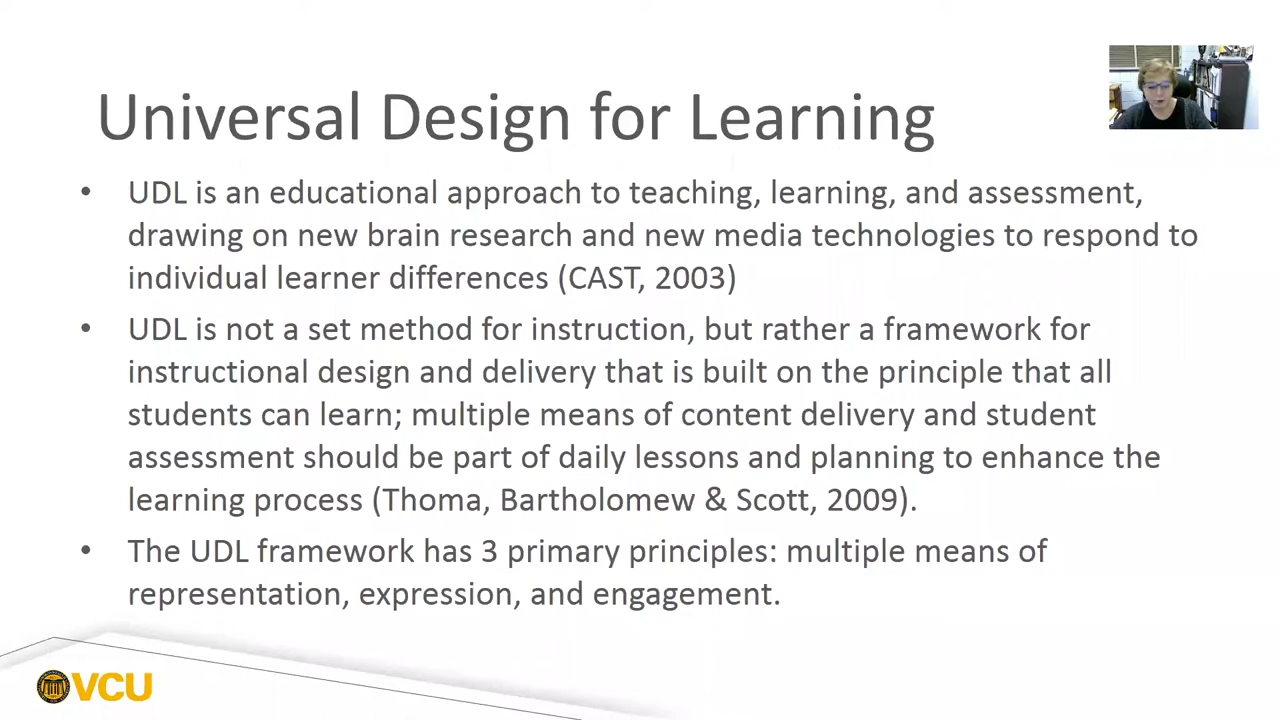 Universal Design for Learning
• UDL is an educational approach to teaching, learning, and assessment,
drawing on new brain research and new media technologies to respond to
individual learner differences (CAST, 2003)
• UDL is not a set method for instruction, but rather a framework for
instructional design and delivery that is built on the principle that all
students can learn; multiple means of content delivery and student
assessment should be part of daily lessons and planning to enhance the
learning process (Thoma, Bartholomew & Scott, 2009).
• The UDL framework has 3 primary principles: multiple means of
representation, expression, and engagement.
VCU